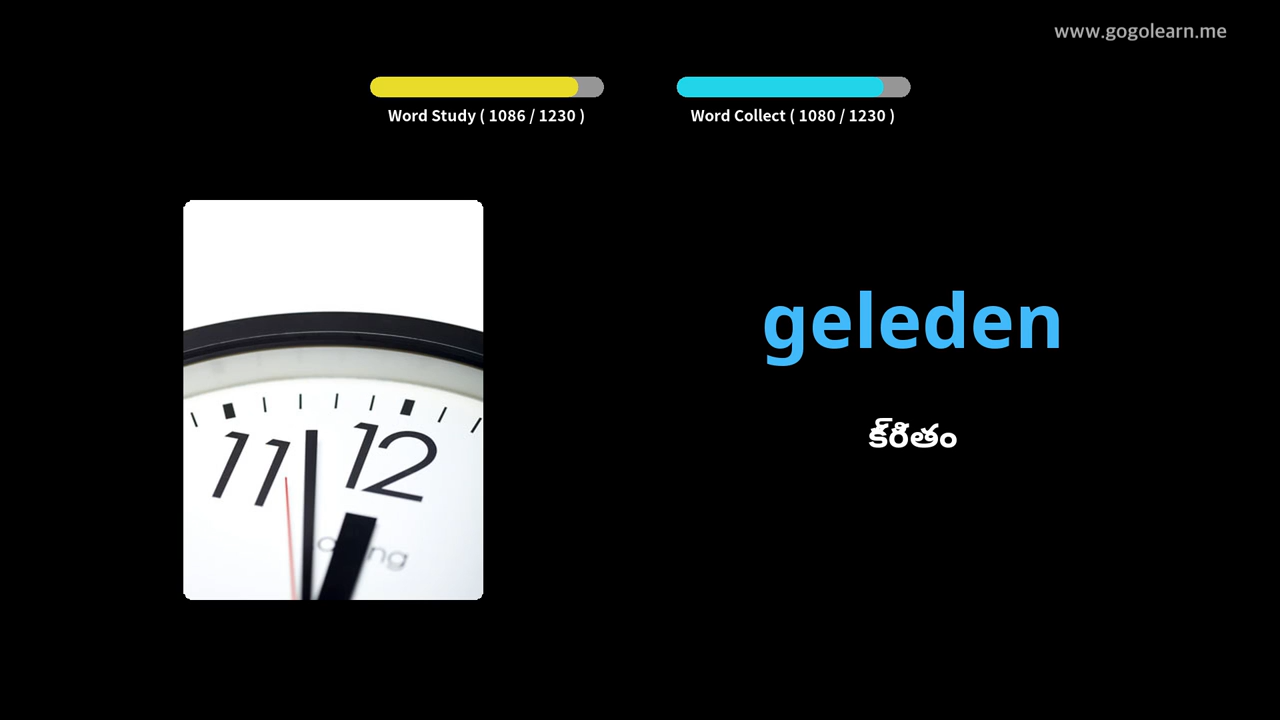 www.gogolearn.me
Word Study ( 1086 / 1230 )
Word Collect ( 1080 / 1230 )
geleden
క్రితం
11 12